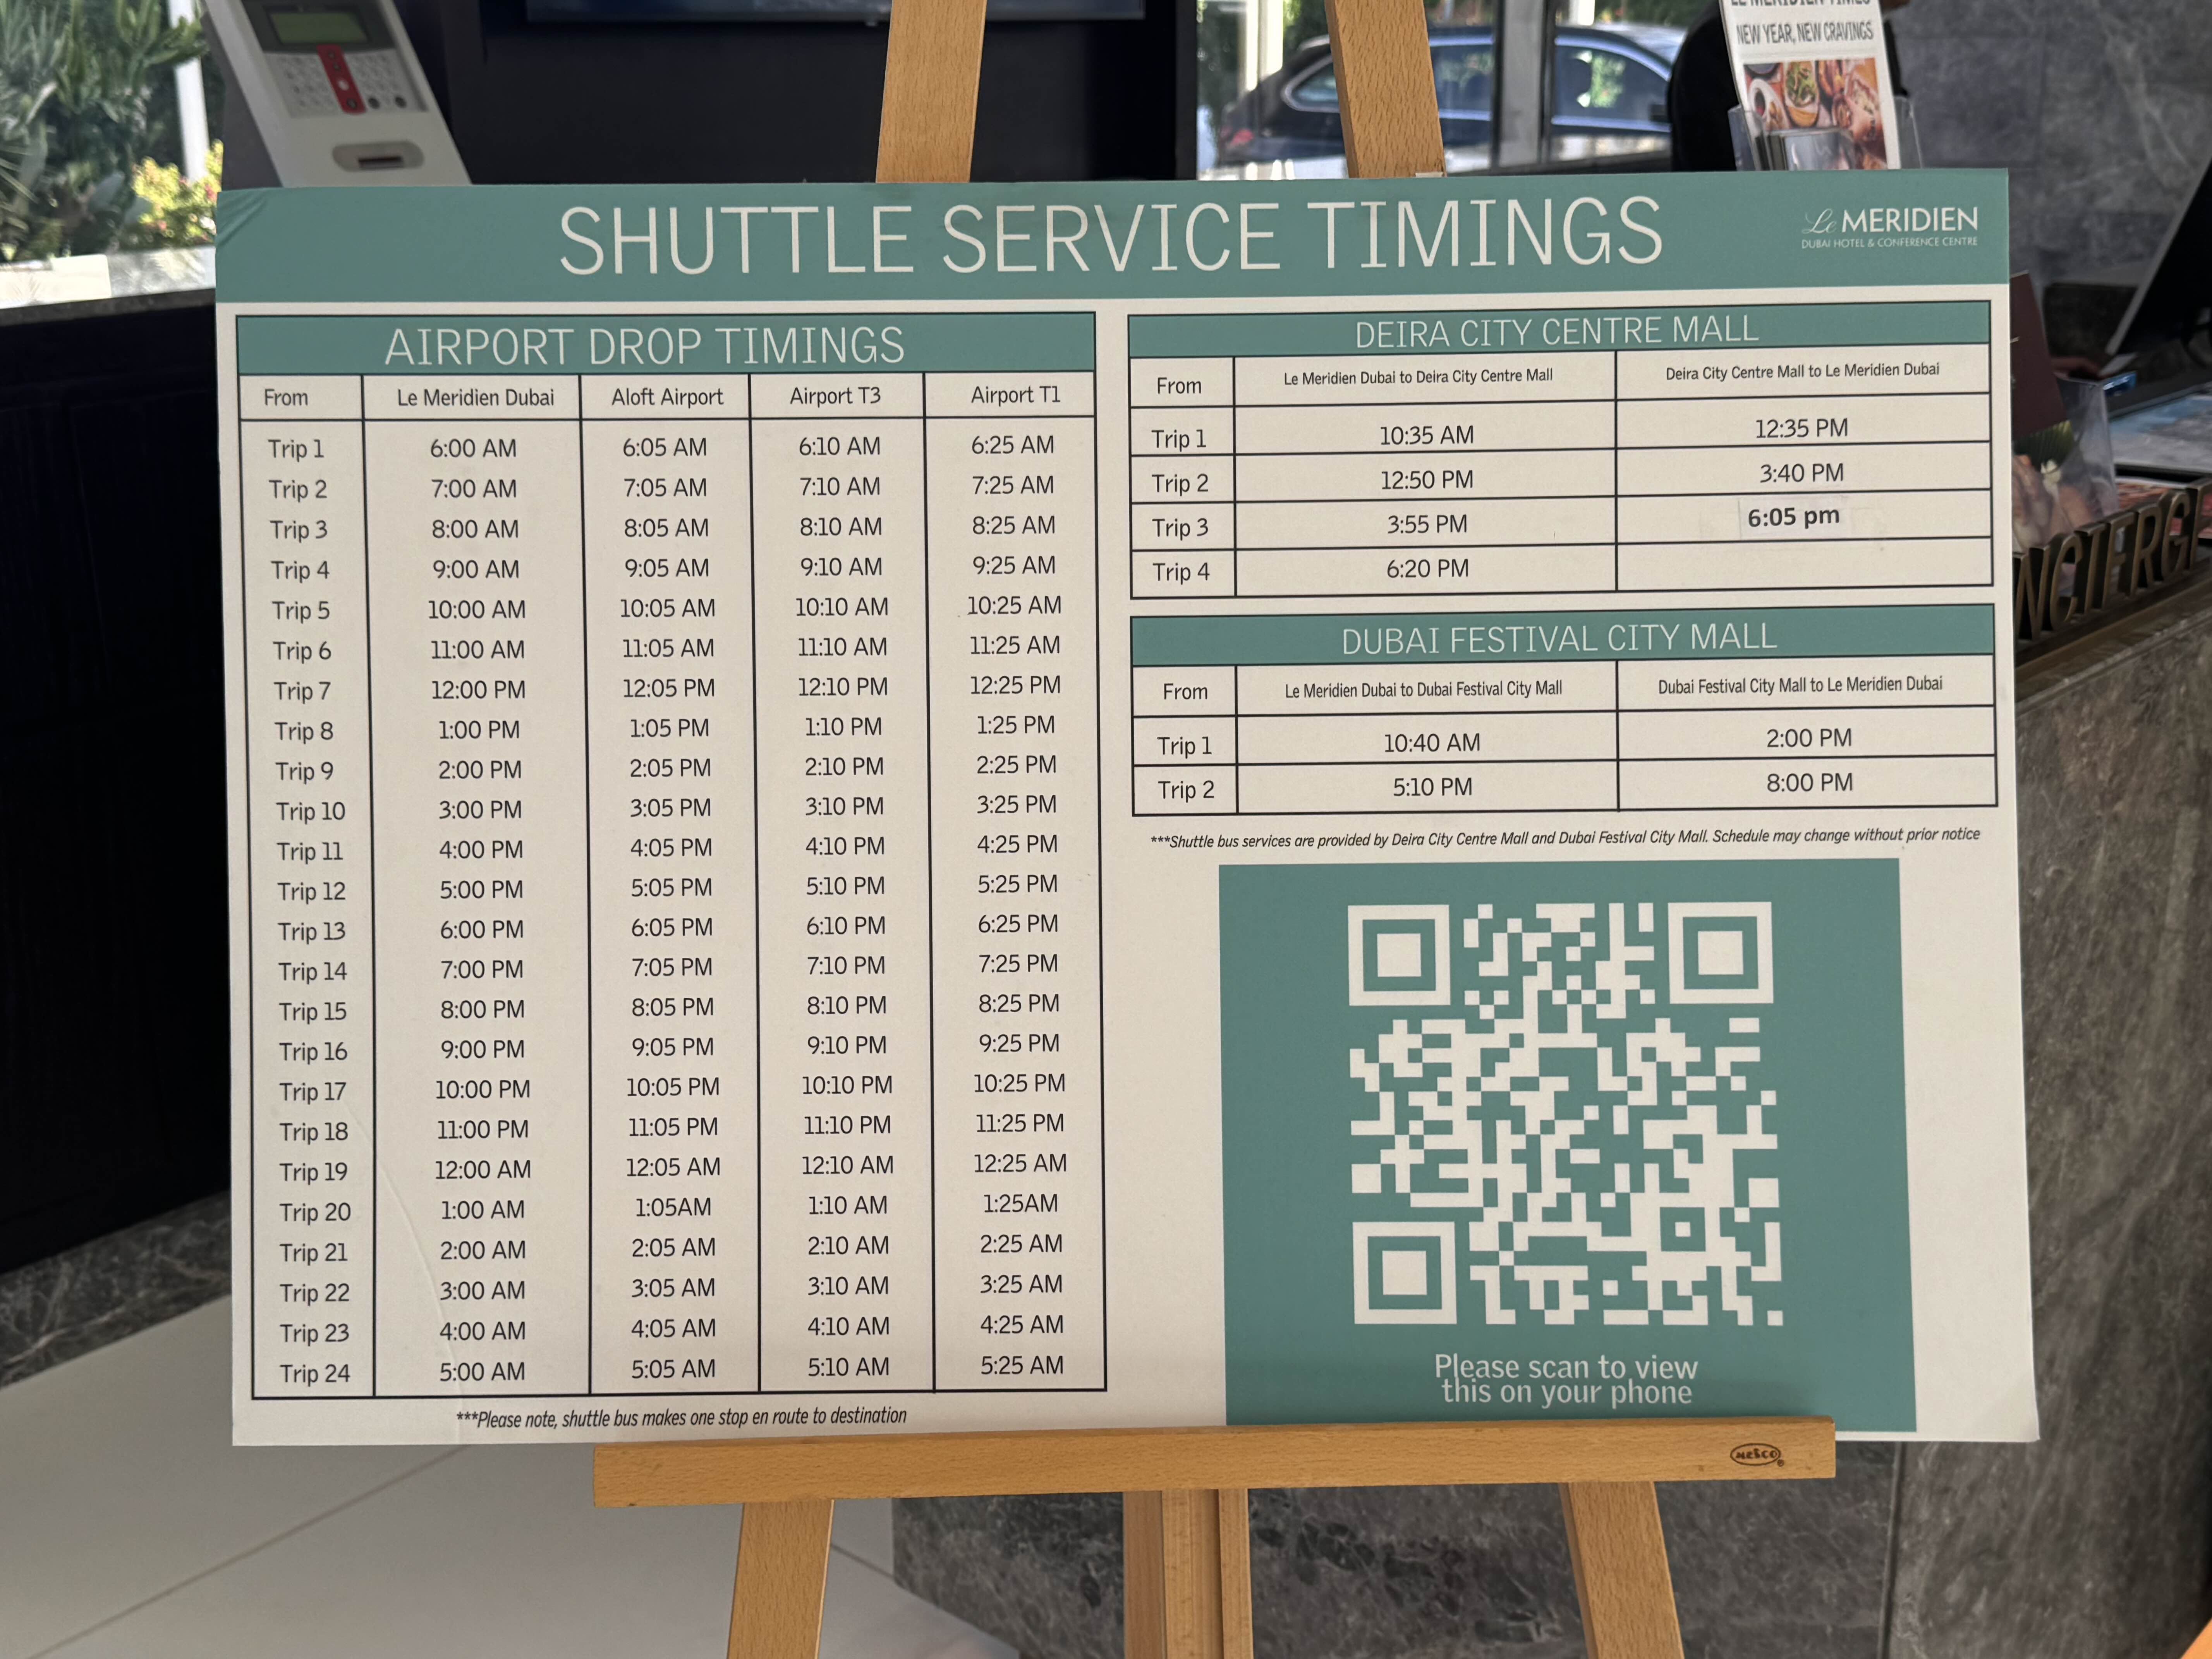 LE MERIDIEN TIMES
NEW YEAR, NEW CRAVINGS
SHUTTLE SERVICE TIMINGS
Le MERIDIEN
DUBAI HOTEL & CONFERENCE CENTRE
AIRPORT DROP TIMINGS
From Le Meridien Dubai Aloft Airport Airport T3 Airport T1
Trip 1 6:00 AM 6:05 AM 6:10 AM 6:25 AM
Trip 2 7:00 AM 7:05 AM 7:10 AM 7:25 AM
Trip 3 8:00 AM 8:05 AM 8:10 AM 8:25 AM
Trip 4 9:00 AM 9:05 AM 9:10 AM 9:25 AM
Trip 5 10:00 AM 10:05 AM 10:10 AM 10:25 AM
Trip 6 11:00 AM 11:05 AM 11:10 AM 11:25 AM
Trip 7 12:00 PM 12:05 PM 12:10 PM 12:25 PM
Trip 8 1:00 PM 1:05 PM 1:10 PM 1:25 PM
Trip 9 2:00 PM 2:05 PM 2:10 PM 2:25 PM
Trip 10 3:00 PM 3:05 PM 3:10 PM 3:25 PM
Trip 11 4:00 PM 4:05 PM 4:10 PM 4:25 PM
Trip 12 5:00 PM 5:05 PM 5:10 PM 5:25 PM
Trip 13 6:00 PM 6:05 PM 6:10 PM 6:25 PM
Trip 14 7:00 PM 7:05 PM 7:10 PM 7:25 PM
Trip 15 8:00 PM 8:05 PM 8:10 PM 8:25 PM
Trip 16 9:00 PM 9:05 PM 9:10 PM 9:25 PM
Trip 17 10:00 PM 10:05 PM 10:10 PM 10:25 PM
Trip 18 11:00 PM 11:05 PM 11:10 PM 11:25 PM
Trip 19 12:00 AM 12:05 AM 12:10 AM 12:25 AM
Trip 20 1:00 AM 1:05AM 1:10 AM 1:25AM
Trip 21 2:00 AM 2:05 AM 2:10 AM 2:25 AM
Trip 22 3:00 AM 3:05 AM 3:10 AM 3:25 AM
Trip 23 4:00 AM 4:05 AM 4:10 AM 4:25 AM
Trip 24 5:00 AM 5:05 AM 5:10 AM 5:25 AM
***Please note, shuttle bus makes one stop en route to destination
DEIRA CITY CENTRE MALL
From Le Meridien Dubai to Deira City Centre Mall Deira City Centre Mall to Le Meridien Dubai
Trip 1 10:35 AM 12:35 PM
Trip 2 12:50 PM 3:40 PM
Trip 3 3:55 PM 6:05 pm
Trip 4 6:20 PM
DUBAI FESTIVAL CITY MALL
From Le Meridien Dubai to Dubai Festival City Mall Dubai Festival City Mall to Le Meridien Dubai
Trip 1 10:40 AM 2:00 PM
Trip 2 5:10 PM 8:00 PM
***Shuttle bus services are provided by Deira City Centre Mall and Dubai Festival City Mall. Schedule may change without prior notice
Please scan to view
this on your phone
MESCO